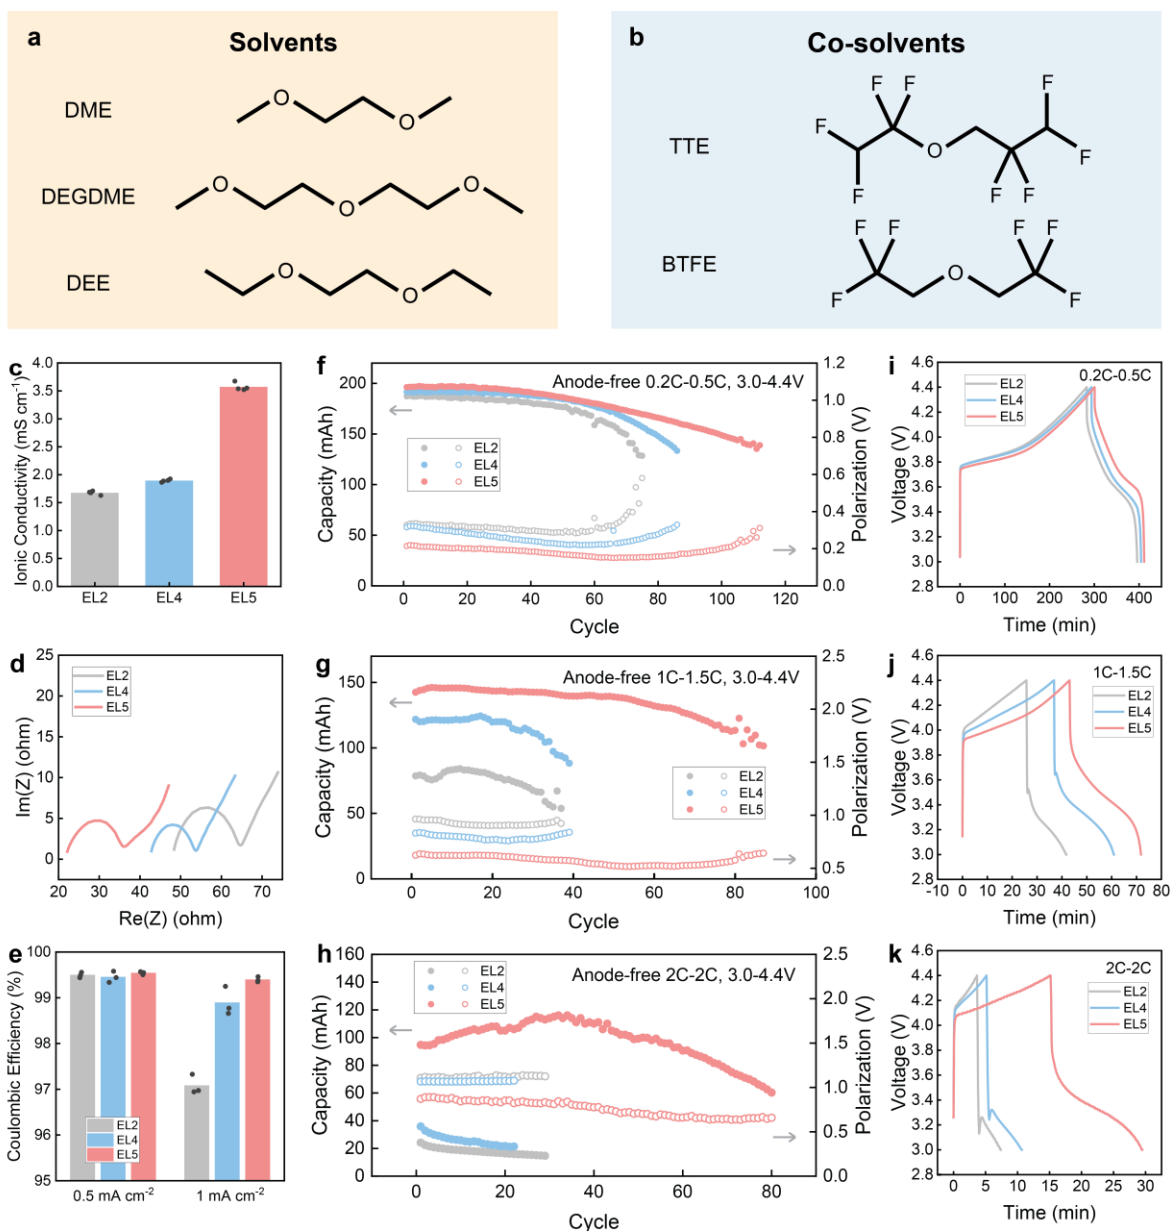 a
Solvents
DME
O
O
DEGDME
O
O
O
DEE
O
O
b
Co-solvents
TTE
F F F
F
O
F
F
F F
BTFE
F F F F
O
F F
c
Ionic Conductivity (mS cm⁻¹)
4.0
3.5
3.0
2.5
2.0
1.5
1.0
0.5
0.0
EL2 EL4 EL5
f
Anode-free 0.2C-0.5C, 3.0-4.4V
EL2
EL4
EL5
Capacity (mAh)
200
150
100
50
0
Polarization (V)
1.2
1.0
0.8
0.6
0.4
0.2
0.0
0 20 40 60 80 100 120
Cycle
i
0.2C-0.5C
EL2
EL4
EL5
Voltage (V)
4.6
4.4
4.2
4.0
3.8
3.6
3.4
3.2
3.0
2.8
0 100 200 300 400
Time (min)
d
EL2
EL4
EL5
Im(Z) (ohm)
25
20
15
10
5
0
20 30 40 50 60 70
Re(Z) (ohm)
g
Anode-free 1C-1.5C, 3.0-4.4V
EL2
EL4
EL5
Capacity (mAh)
150
100
50
0
Polarization (V)
2.5
2.0
1.5
1.0
0.5
0 20 40 60 80 100
Cycle
j
1C-1.5C
EL2
EL4
EL5
Voltage (V)
4.6
4.4
4.2
4.0
3.8
3.6
3.4
3.2
3.0
2.8
-10 0 10 20 30 40 50 60 70 80
Time (min)
e
Coulombic Efficiency (%)
100
99
98
97
96
95
EL2
EL4
EL5
0.5 mA cm⁻² 1 mA cm⁻²
h
Anode-free 2C-2C, 3.0-4.4V
EL2
EL4
EL5
Capacity (mAh)
160
140
120
100
80
60
40
20
0
Polarization (V)
2.5
2.0
1.5
1.0
0.5
0.0
0 10 20 30 40 50 60 70 80
Cycle
k
2C-2C
EL2
EL4
EL5
Voltage (V)
4.6
4.4
4.2
4.0
3.8
3.6
3.4
3.2
3.0
2.8
0 5 10 15 20 25 30
Time (min)